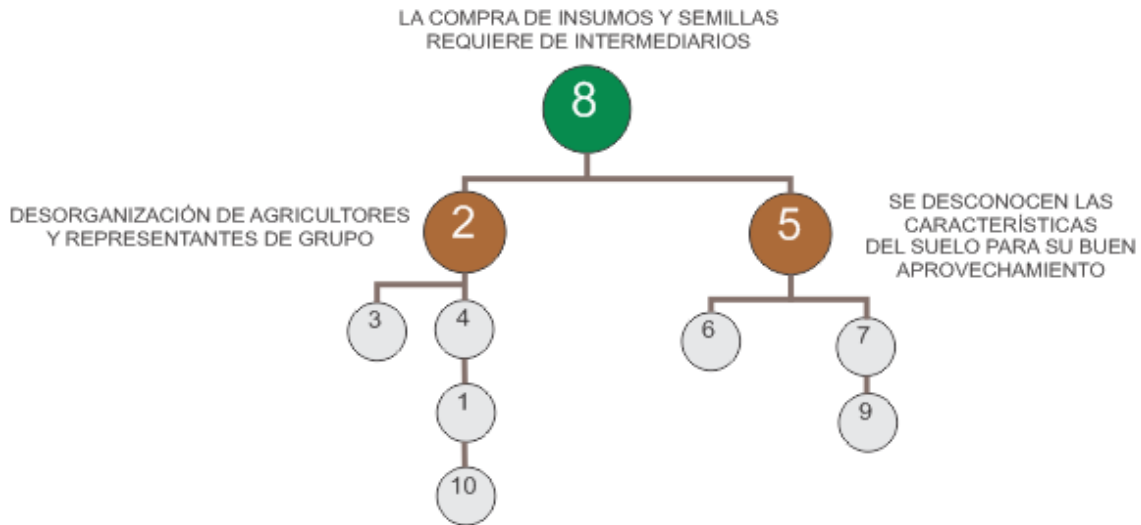 LA COMPRA DE INSUMOS Y SEMILLAS
REQUIERE DE INTERMEDIARIOS
8
DESORGANIZACIÓN DE AGRICULTORES
Y REPRESENTANTES DE GRUPO
2
5
SE DESCONOCEN LAS
CARACTERÍSTICAS
DEL SUELO PARA SU BUEN
APROVECHAMIENTO
3
4
6
7
1
9
10